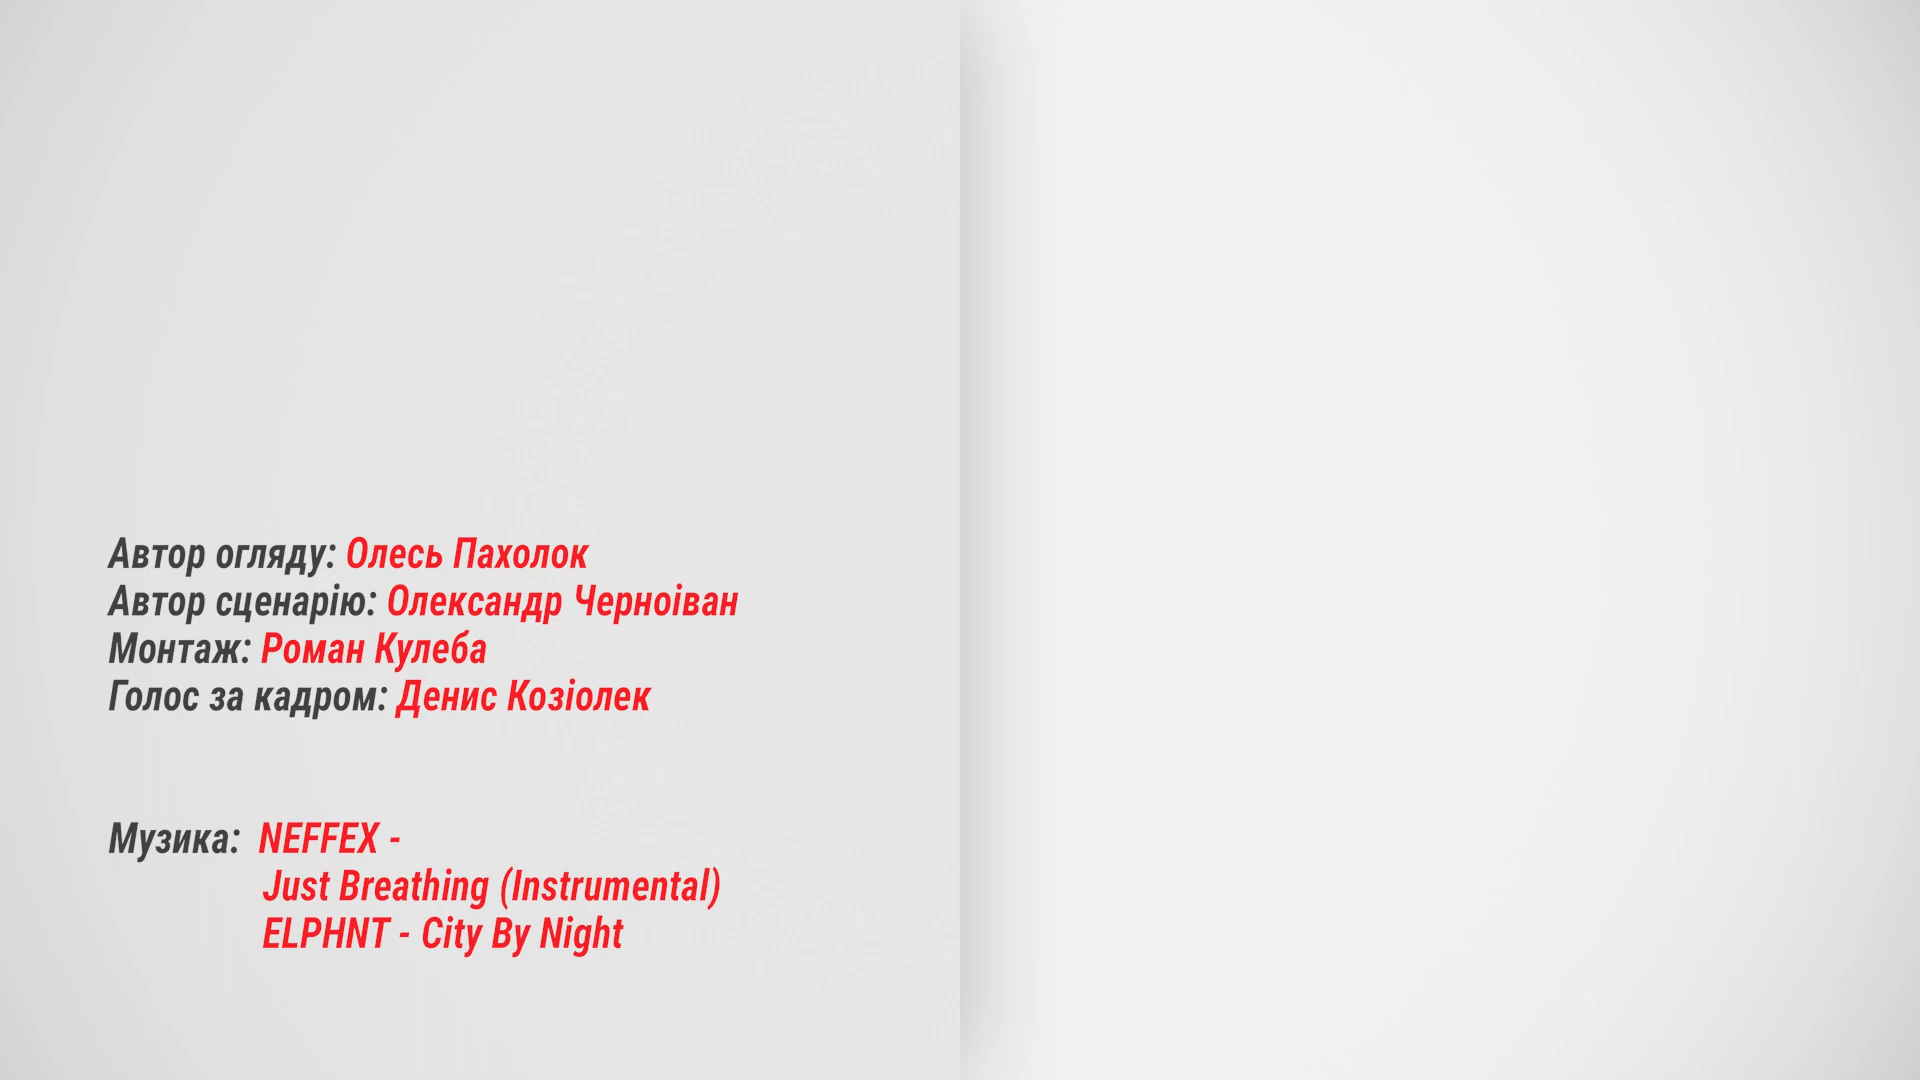 Автор огляду: Олесь Пахолок
Автор сценарію: Олександр Черноіван
Монтаж: Роман Кулеба
Голос за кадром: Денис Козіолек
Музика: NEFFEX -
Just Breathing (Instrumental)
ELPHNT - City By Night